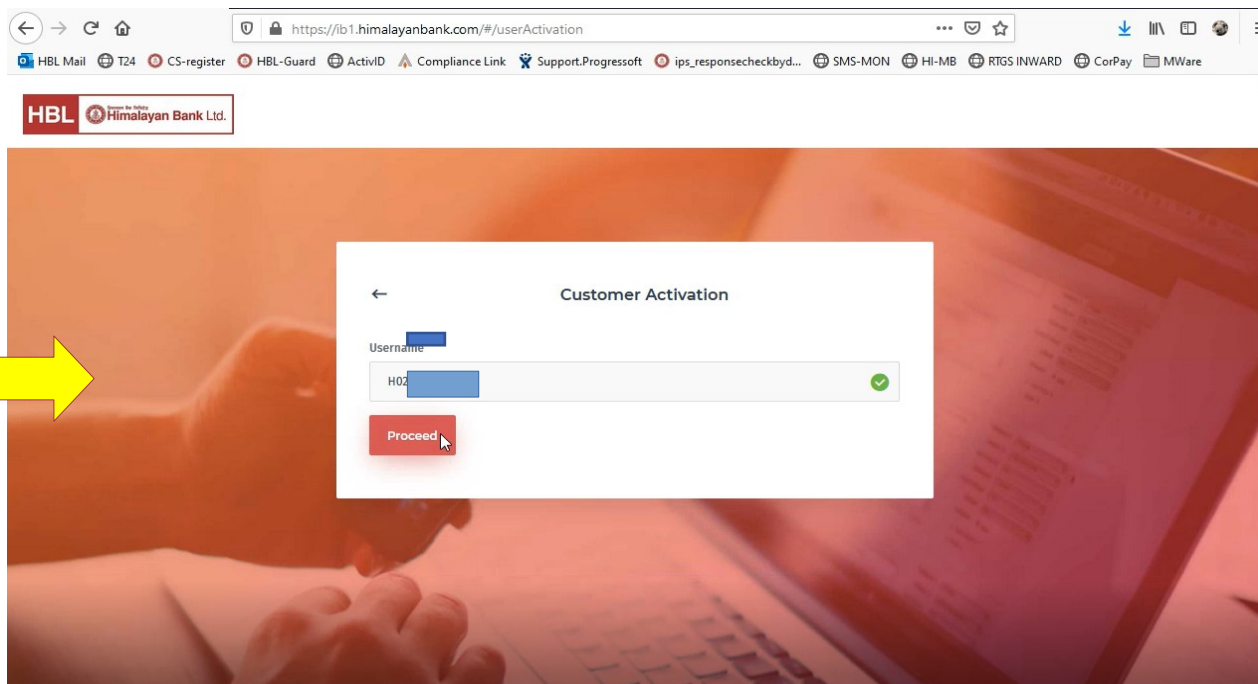 https://ib1.himalayanbank.com/#/userActivation
HBL Mail T24 CS-register HBL-Guard ActivID Compliance Link Support.Progressoft ips_responsecheckbyd... SMS-MON HI-MB RTGS INWARD CorPay MWare
HBL Himalayan Bank Ltd.
Customer Activation
Username
H02
Proceed